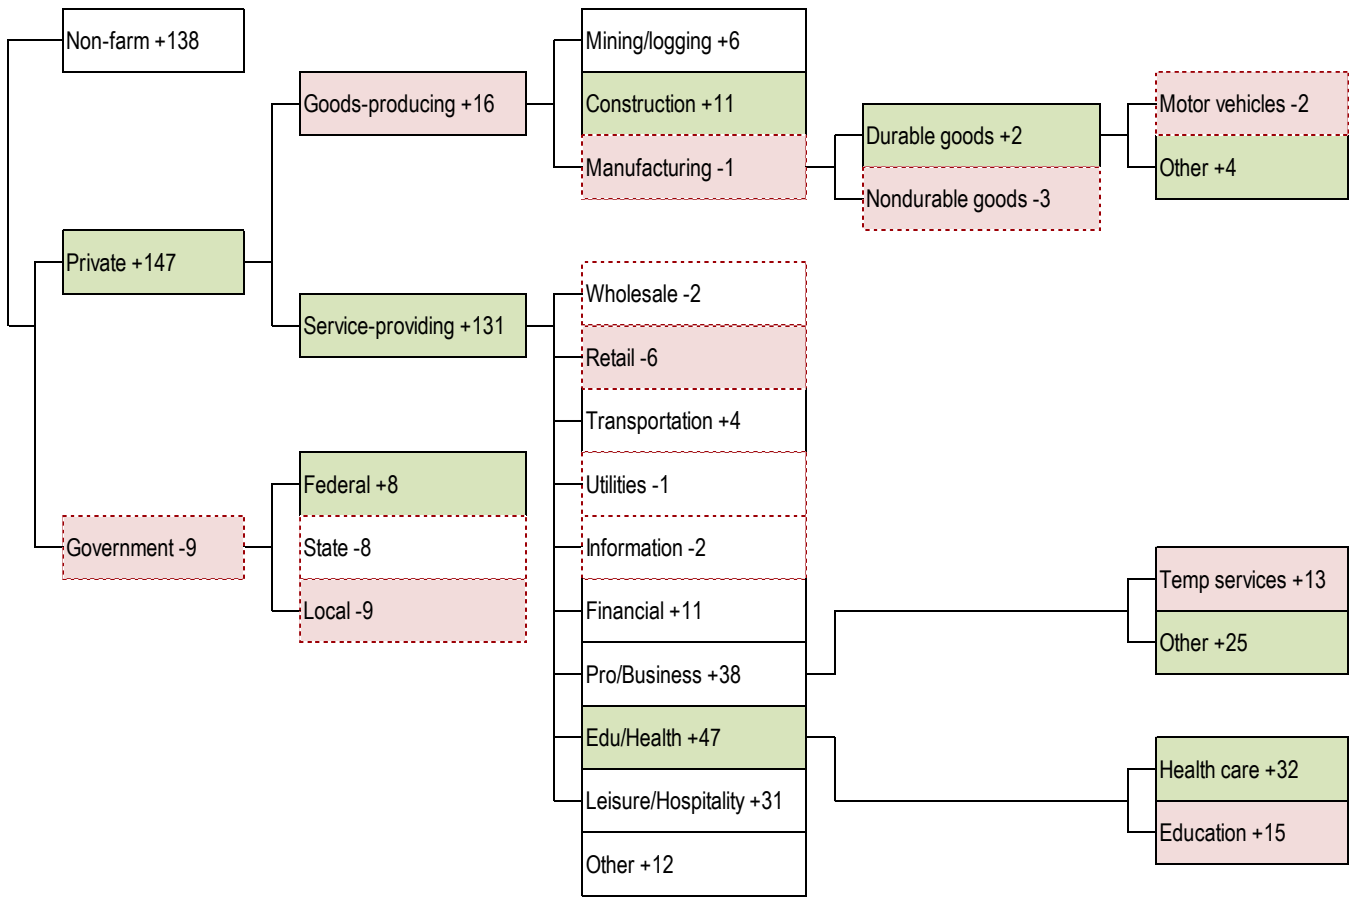 Non-farm +138
Private +147
Government -9
Goods-producing +16
Service-providing +131
Federal +8
State -8
Local -9
Mining/logging +6
Construction +11
Manufacturing -1
Wholesale -2
Retail -6
Transportation +4
Utilities -1
Information -2
Financial +11
Pro/Business +38
Edu/Health +47
Leisure/Hospitality +31
Other +12
Durable goods +2
Nondurable goods -3
Motor vehicles -2
Other +4
Temp services +13
Other +25
Health care +32
Education +15